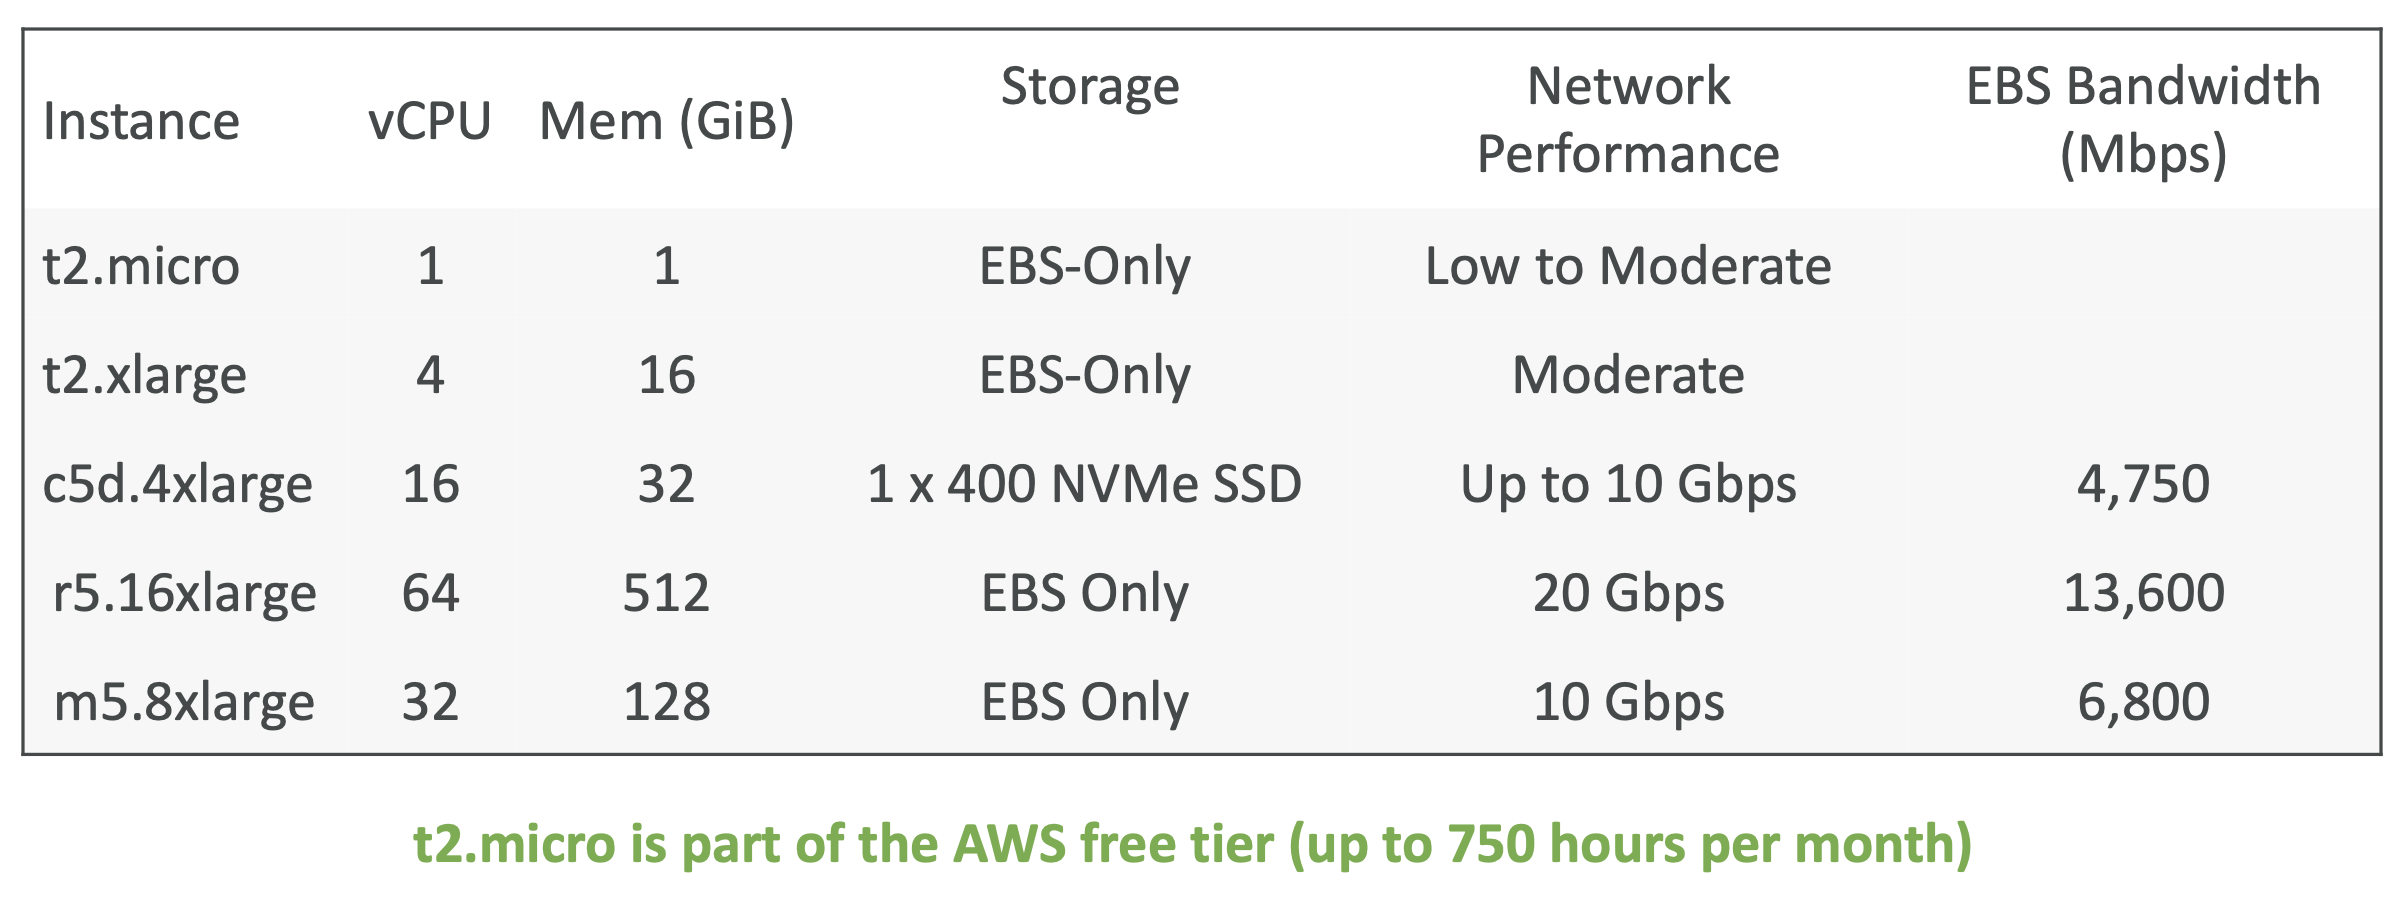 Instance vCPU Mem (GiB) Storage Network Performance EBS Bandwidth (Mbps)
t2.micro 1 1 EBS-Only Low to Moderate
t2.xlarge 4 16 EBS-Only Moderate
c5d.4xlarge 16 32 1 x 400 NVMe SSD Up to 10 Gbps 4,750
r5.16xlarge 64 512 EBS Only 20 Gbps 13,600
m5.8xlarge 32 128 EBS Only 10 Gbps 6,800
t2.micro is part of the AWS free tier (up to 750 hours per month)